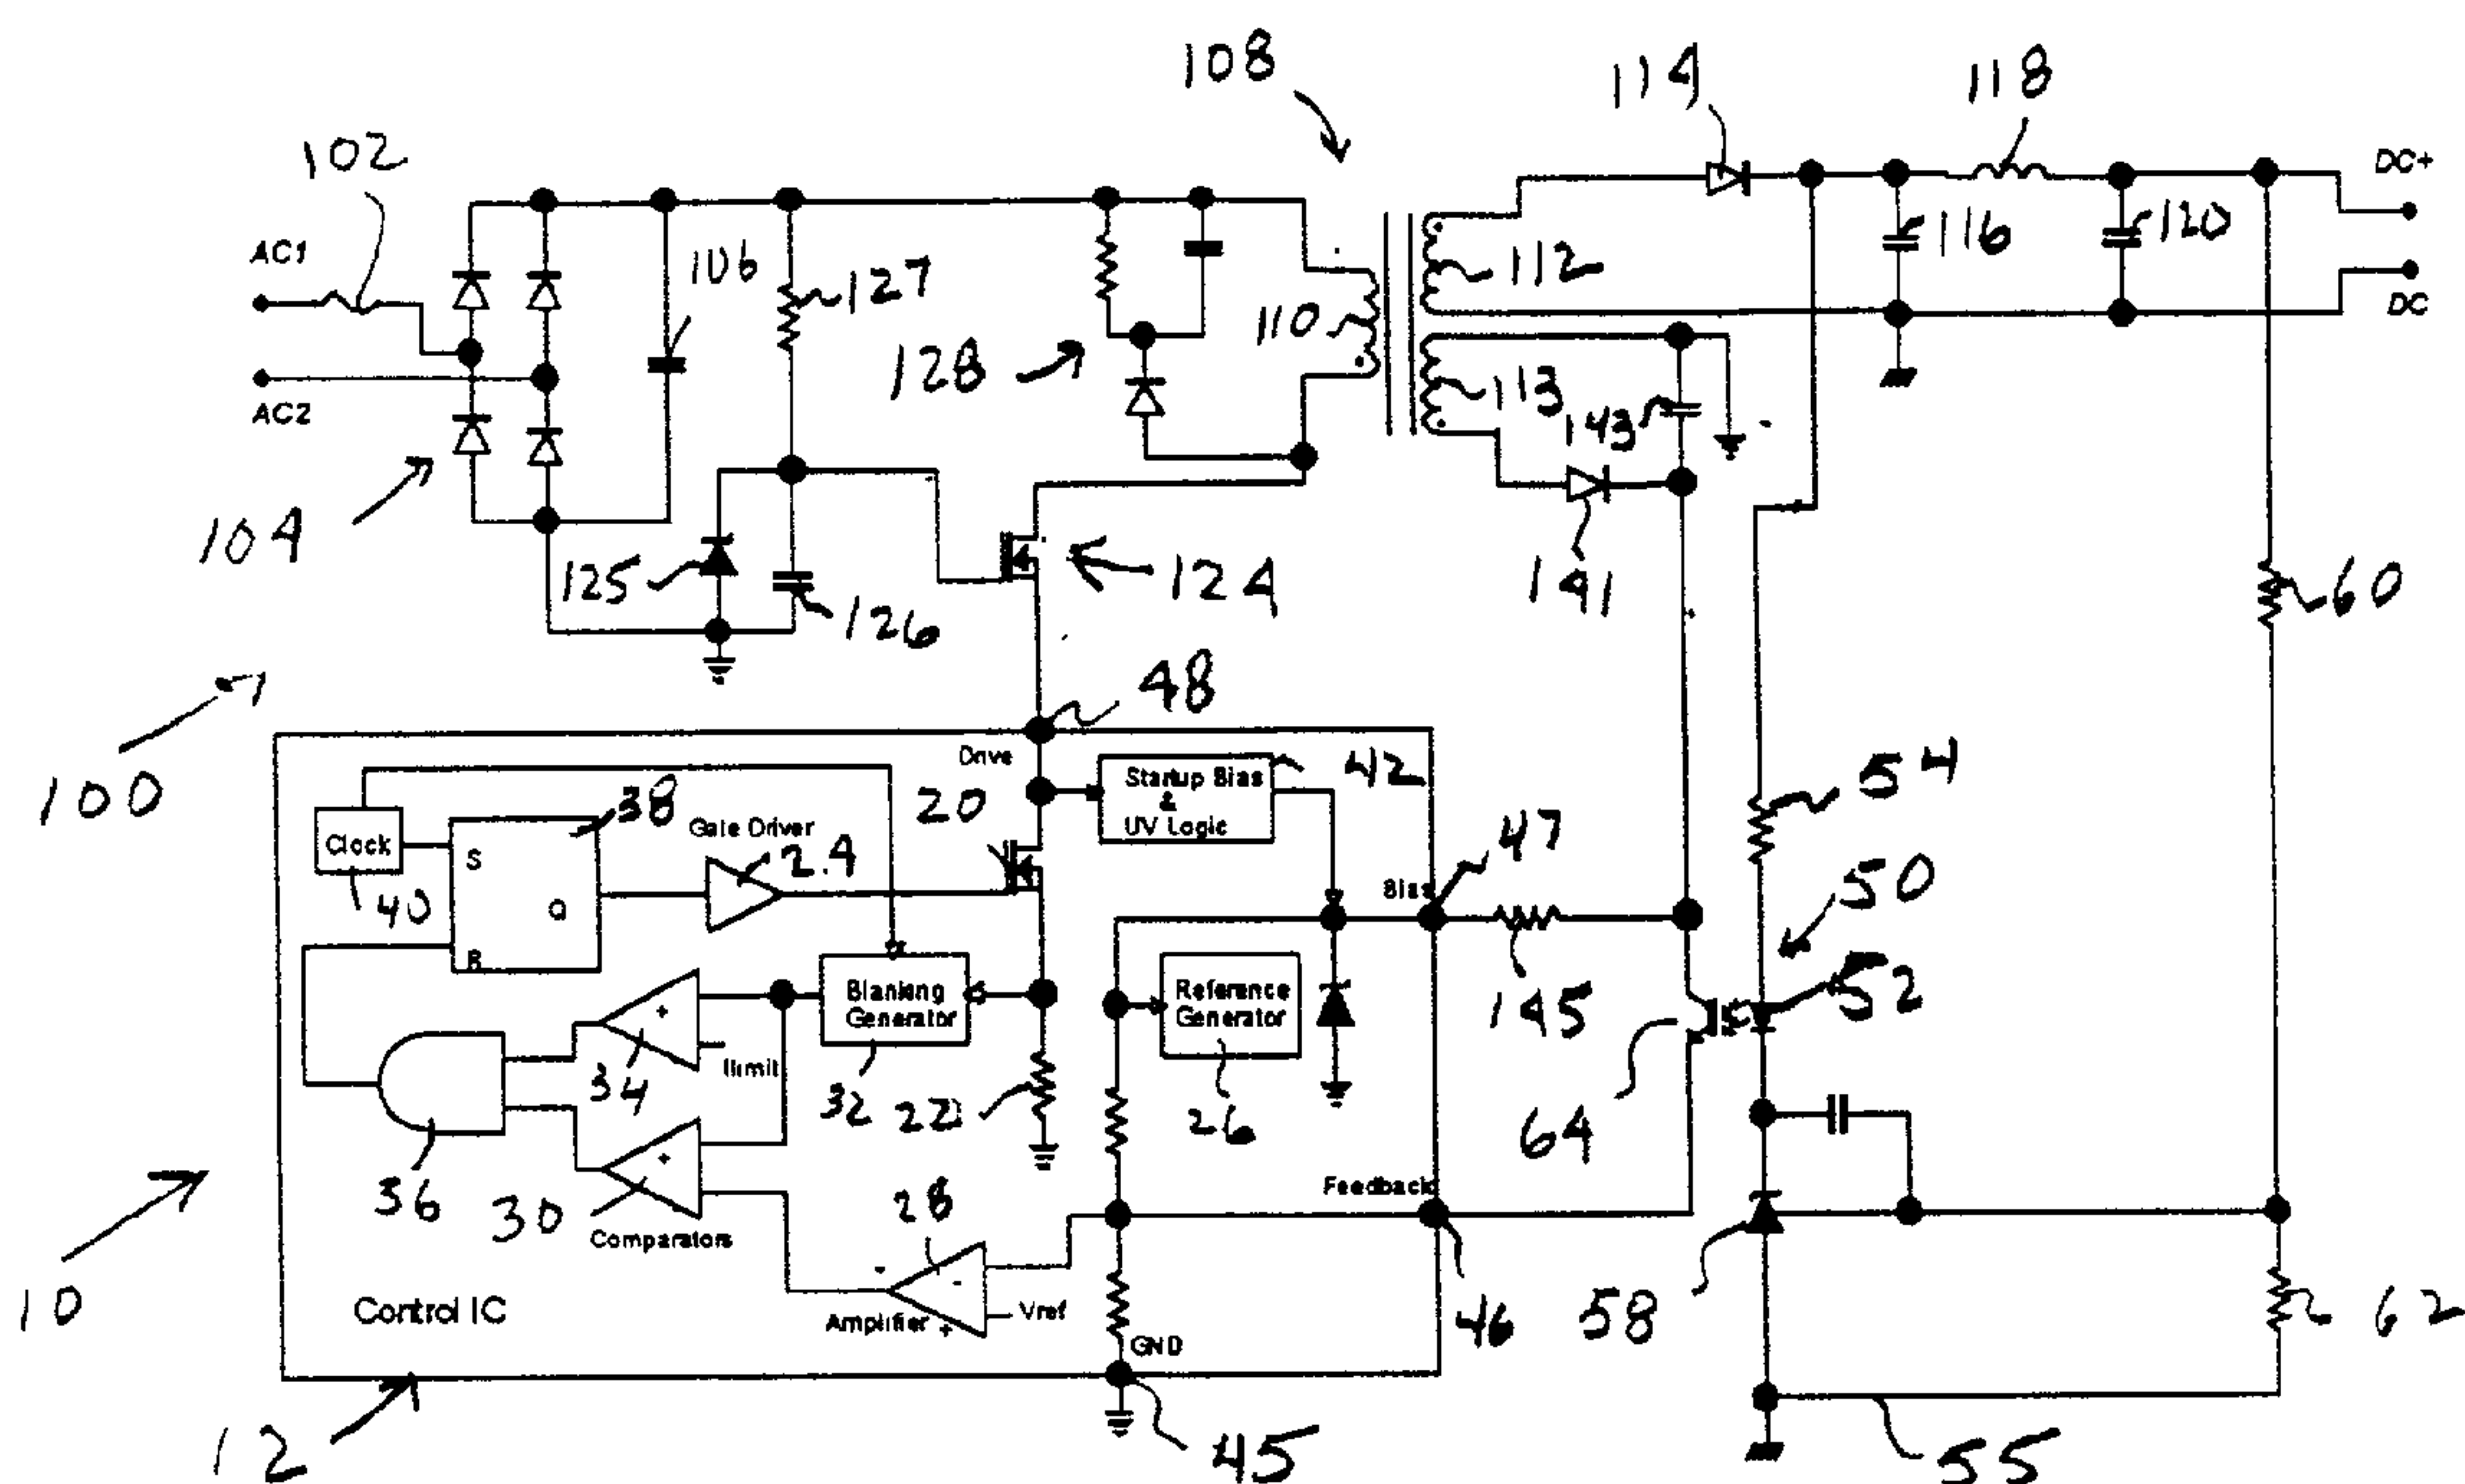 108
114
118
102
DC+
AC1
106
127
112
116
120
110
DC
128
AC2
113
143
104
125
126
124
141
60
48
100
Drive
Startup Bias
&
UV Logic
42
54
38
20
Gate Driver
24
47
Clock
S
Bias
50
40
Q
R
Blanking
Generator
Reference
Generator
52
+
145
34
Ilimit
32
22
26
64
36
+
28
Feedback
30
Comparators
-
-
Control IC
Amplifier
+
Vref
46
58
62
10
GND
12
45
55